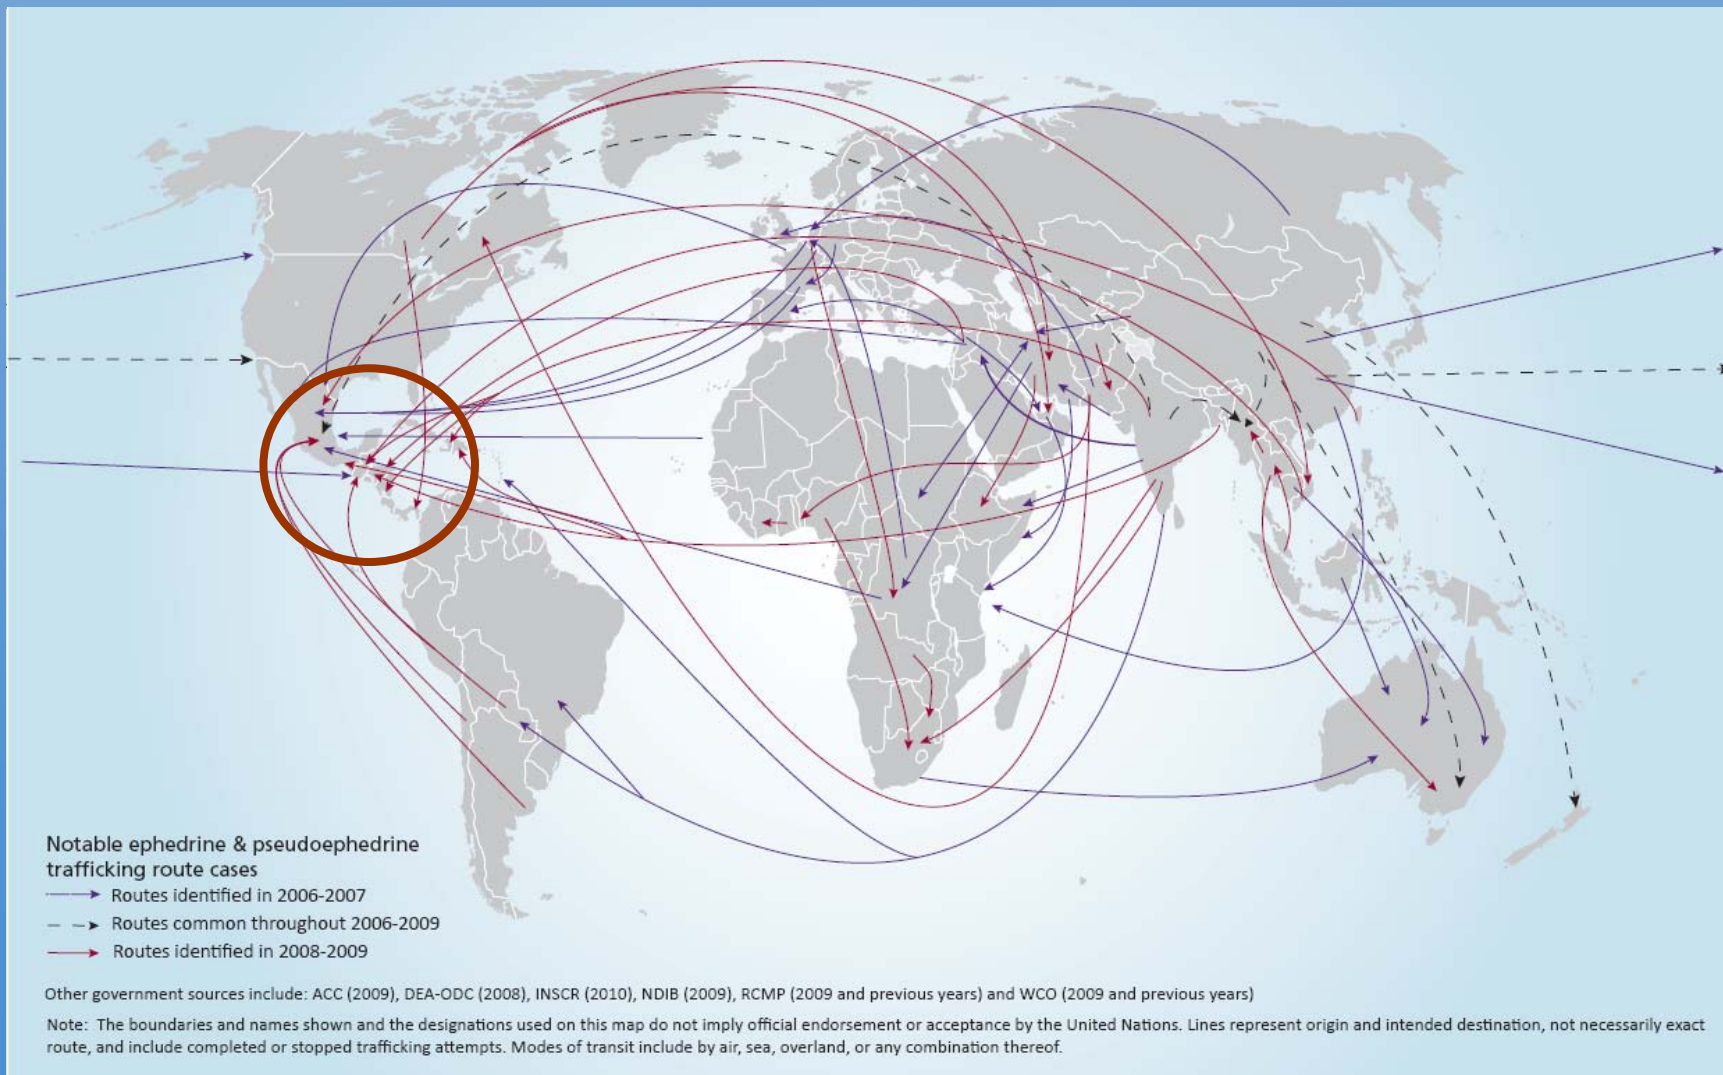 Notable ephedrine & pseudoephedrine
trafficking route cases
Routes identified in 2006-2007
Routes common throughout 2006-2009
Routes identified in 2008-2009
Other government sources include: ACC (2009), DEA-ODC (2008), INSCR (2010), NDIB (2009), RCMP (2009 and previous years) and WCO (2009 and previous years)
Note: The boundaries and names shown and the designations used on this map do not imply official endorsement or acceptance by the United Nations. Lines represent origin and intended destination, not necessarily exact
route, and include completed or stopped trafficking attempts. Modes of transit include by air, sea, overland, or any combination thereof.